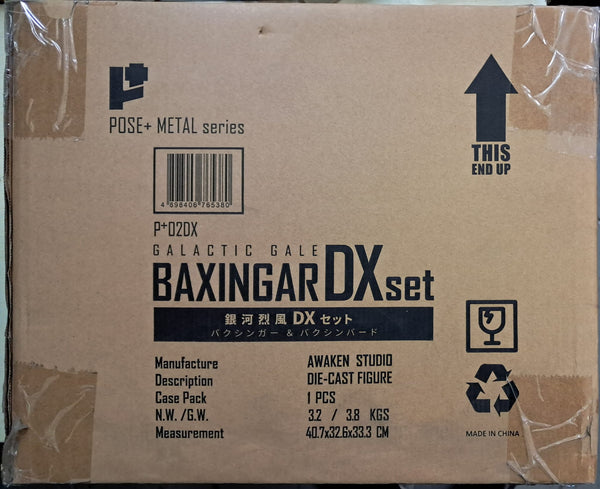 POSE+ METAL series
THIS
END UP
4 898406 765380
P+02DX
GALACTIC GALE
BAXINGAR DX set
銀河烈風 DX セット
バクシンガー & バクシンバード
Manufacture AWAKEN STUDIO
Description DIE-CAST FIGURE
Case Pack 1 PCS
N.W. /G.W. 3.2 / 3.8 KGS
Measurement 40.7x32.6x33.3 CM
MADE IN CHINA